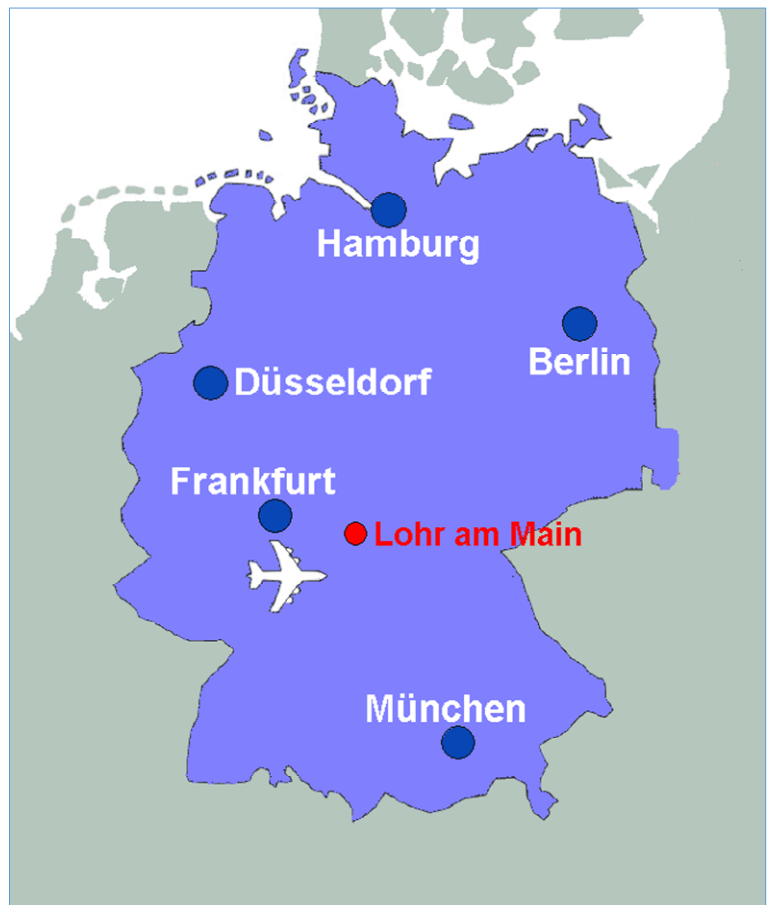 Hamburg
Berlin
Düsseldorf
Frankfurt
Lohr am Main
München